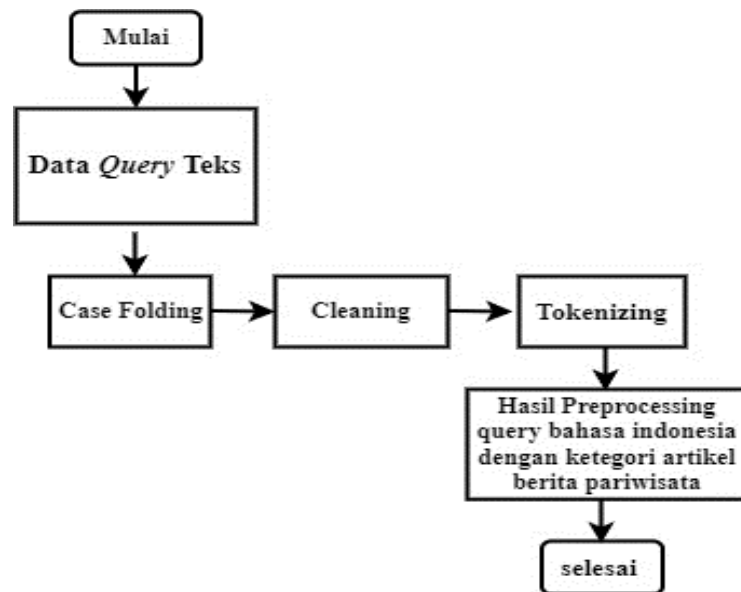 Mulai
Data Query Teks
Case Folding
Cleaning
Tokenizing
Hasil Preprocessing
query bahasa indonesia
dengan ketegori artikel
berita pariwisata
selesai